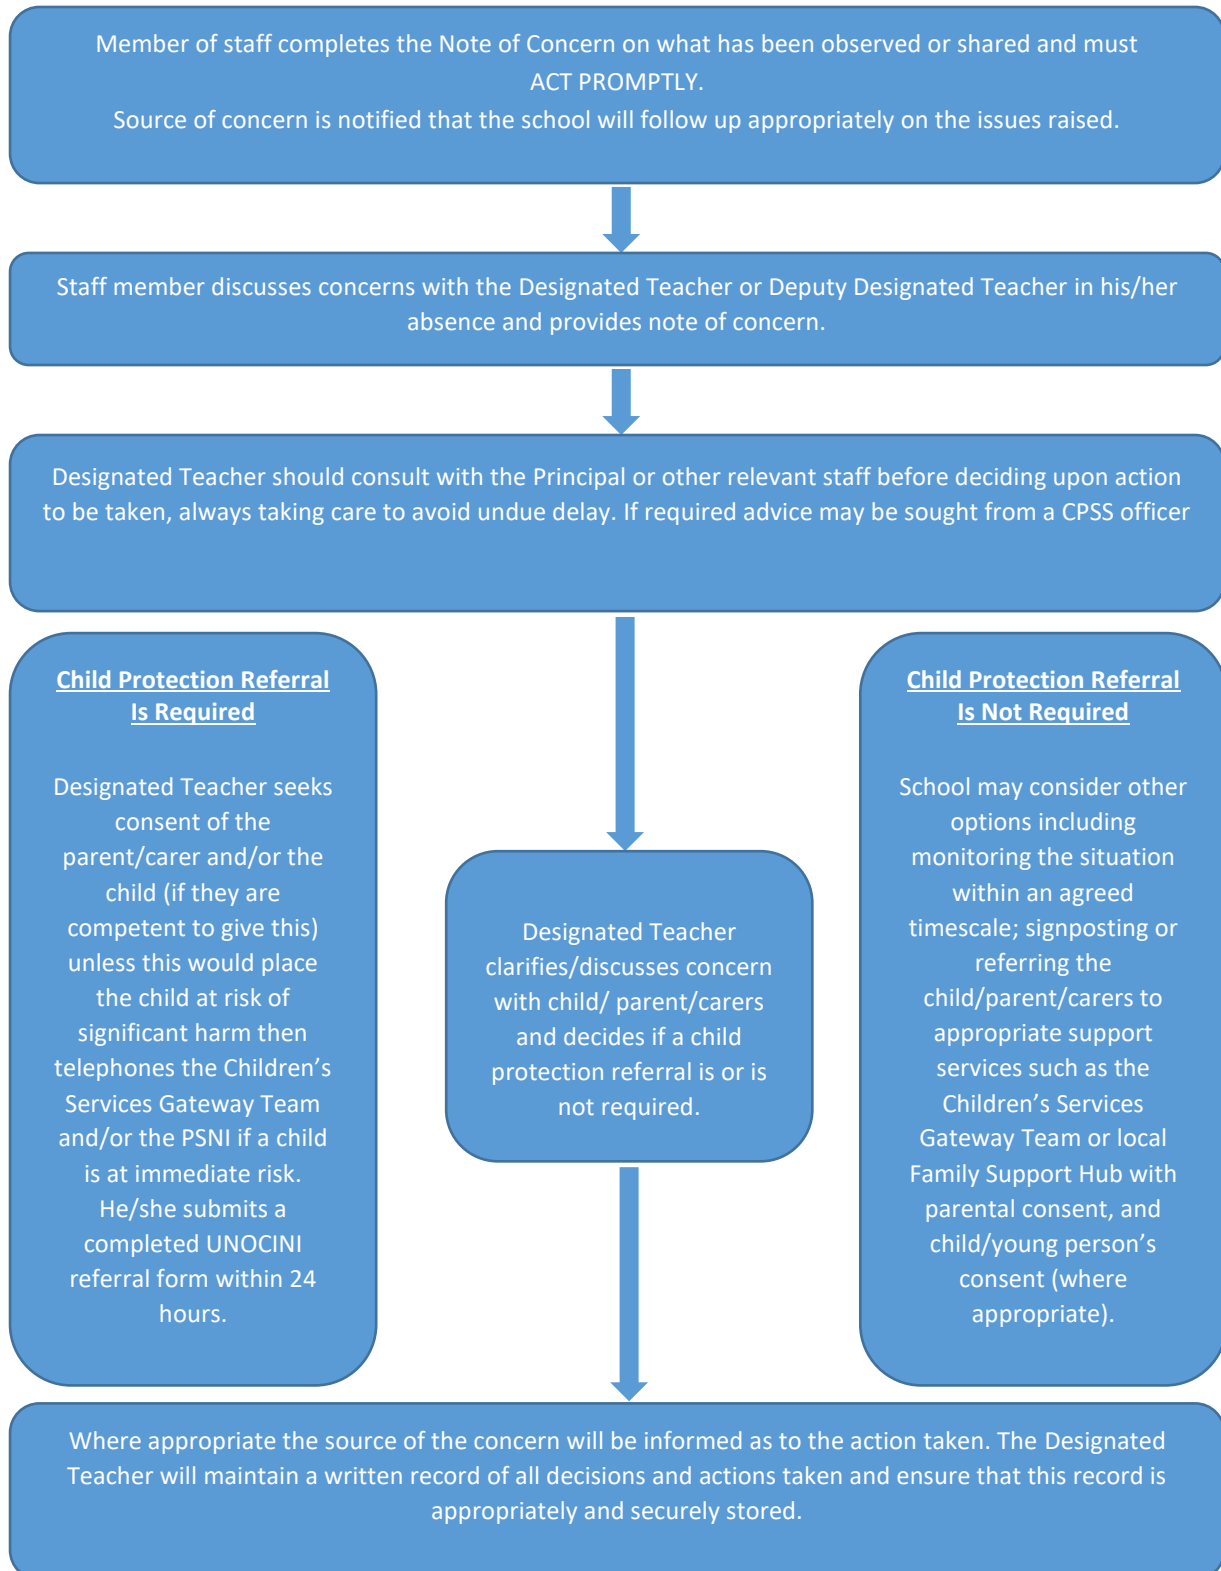 Member of staff completes the Note of Concern on what has been observed or shared and must
ACT PROMPTLY.
Source of concern is notified that the school will follow up appropriately on the issues raised.
Staff member discusses concerns with the Designated Teacher or Deputy Designated Teacher in his/her
absence and provides note of concern.
Designated Teacher should consult with the Principal or other relevant staff before deciding upon action
to be taken, always taking care to avoid undue delay. If required advice may be sought from a CPSS officer
Child Protection Referral
Is Required
Designated Teacher seeks
consent of the
parent/carer and/or the
child (if they are
competent to give this)
unless this would place
the child at risk of
significant harm then
telephones the Children’s
Services Gateway Team
and/or the PSNI if a child
is at immediate risk.
He/she submits a
completed UNOCINI
referral form within 24
hours.
Designated Teacher
clarifies/discusses concern
with child/ parent/carers
and decides if a child
protection referral is or is
not required.
Child Protection Referral
Is Not Required
School may consider other
options including
monitoring the situation
within an agreed
timescale; signposting or
referring the
child/parent/carers to
appropriate support
services such as the
Children’s Services
Gateway Team or local
Family Support Hub with
parental consent, and
child/young person’s
consent (where
appropriate).
Where appropriate the source of the concern will be informed as to the action taken. The Designated
Teacher will maintain a written record of all decisions and actions taken and ensure that this record is
appropriately and securely stored.